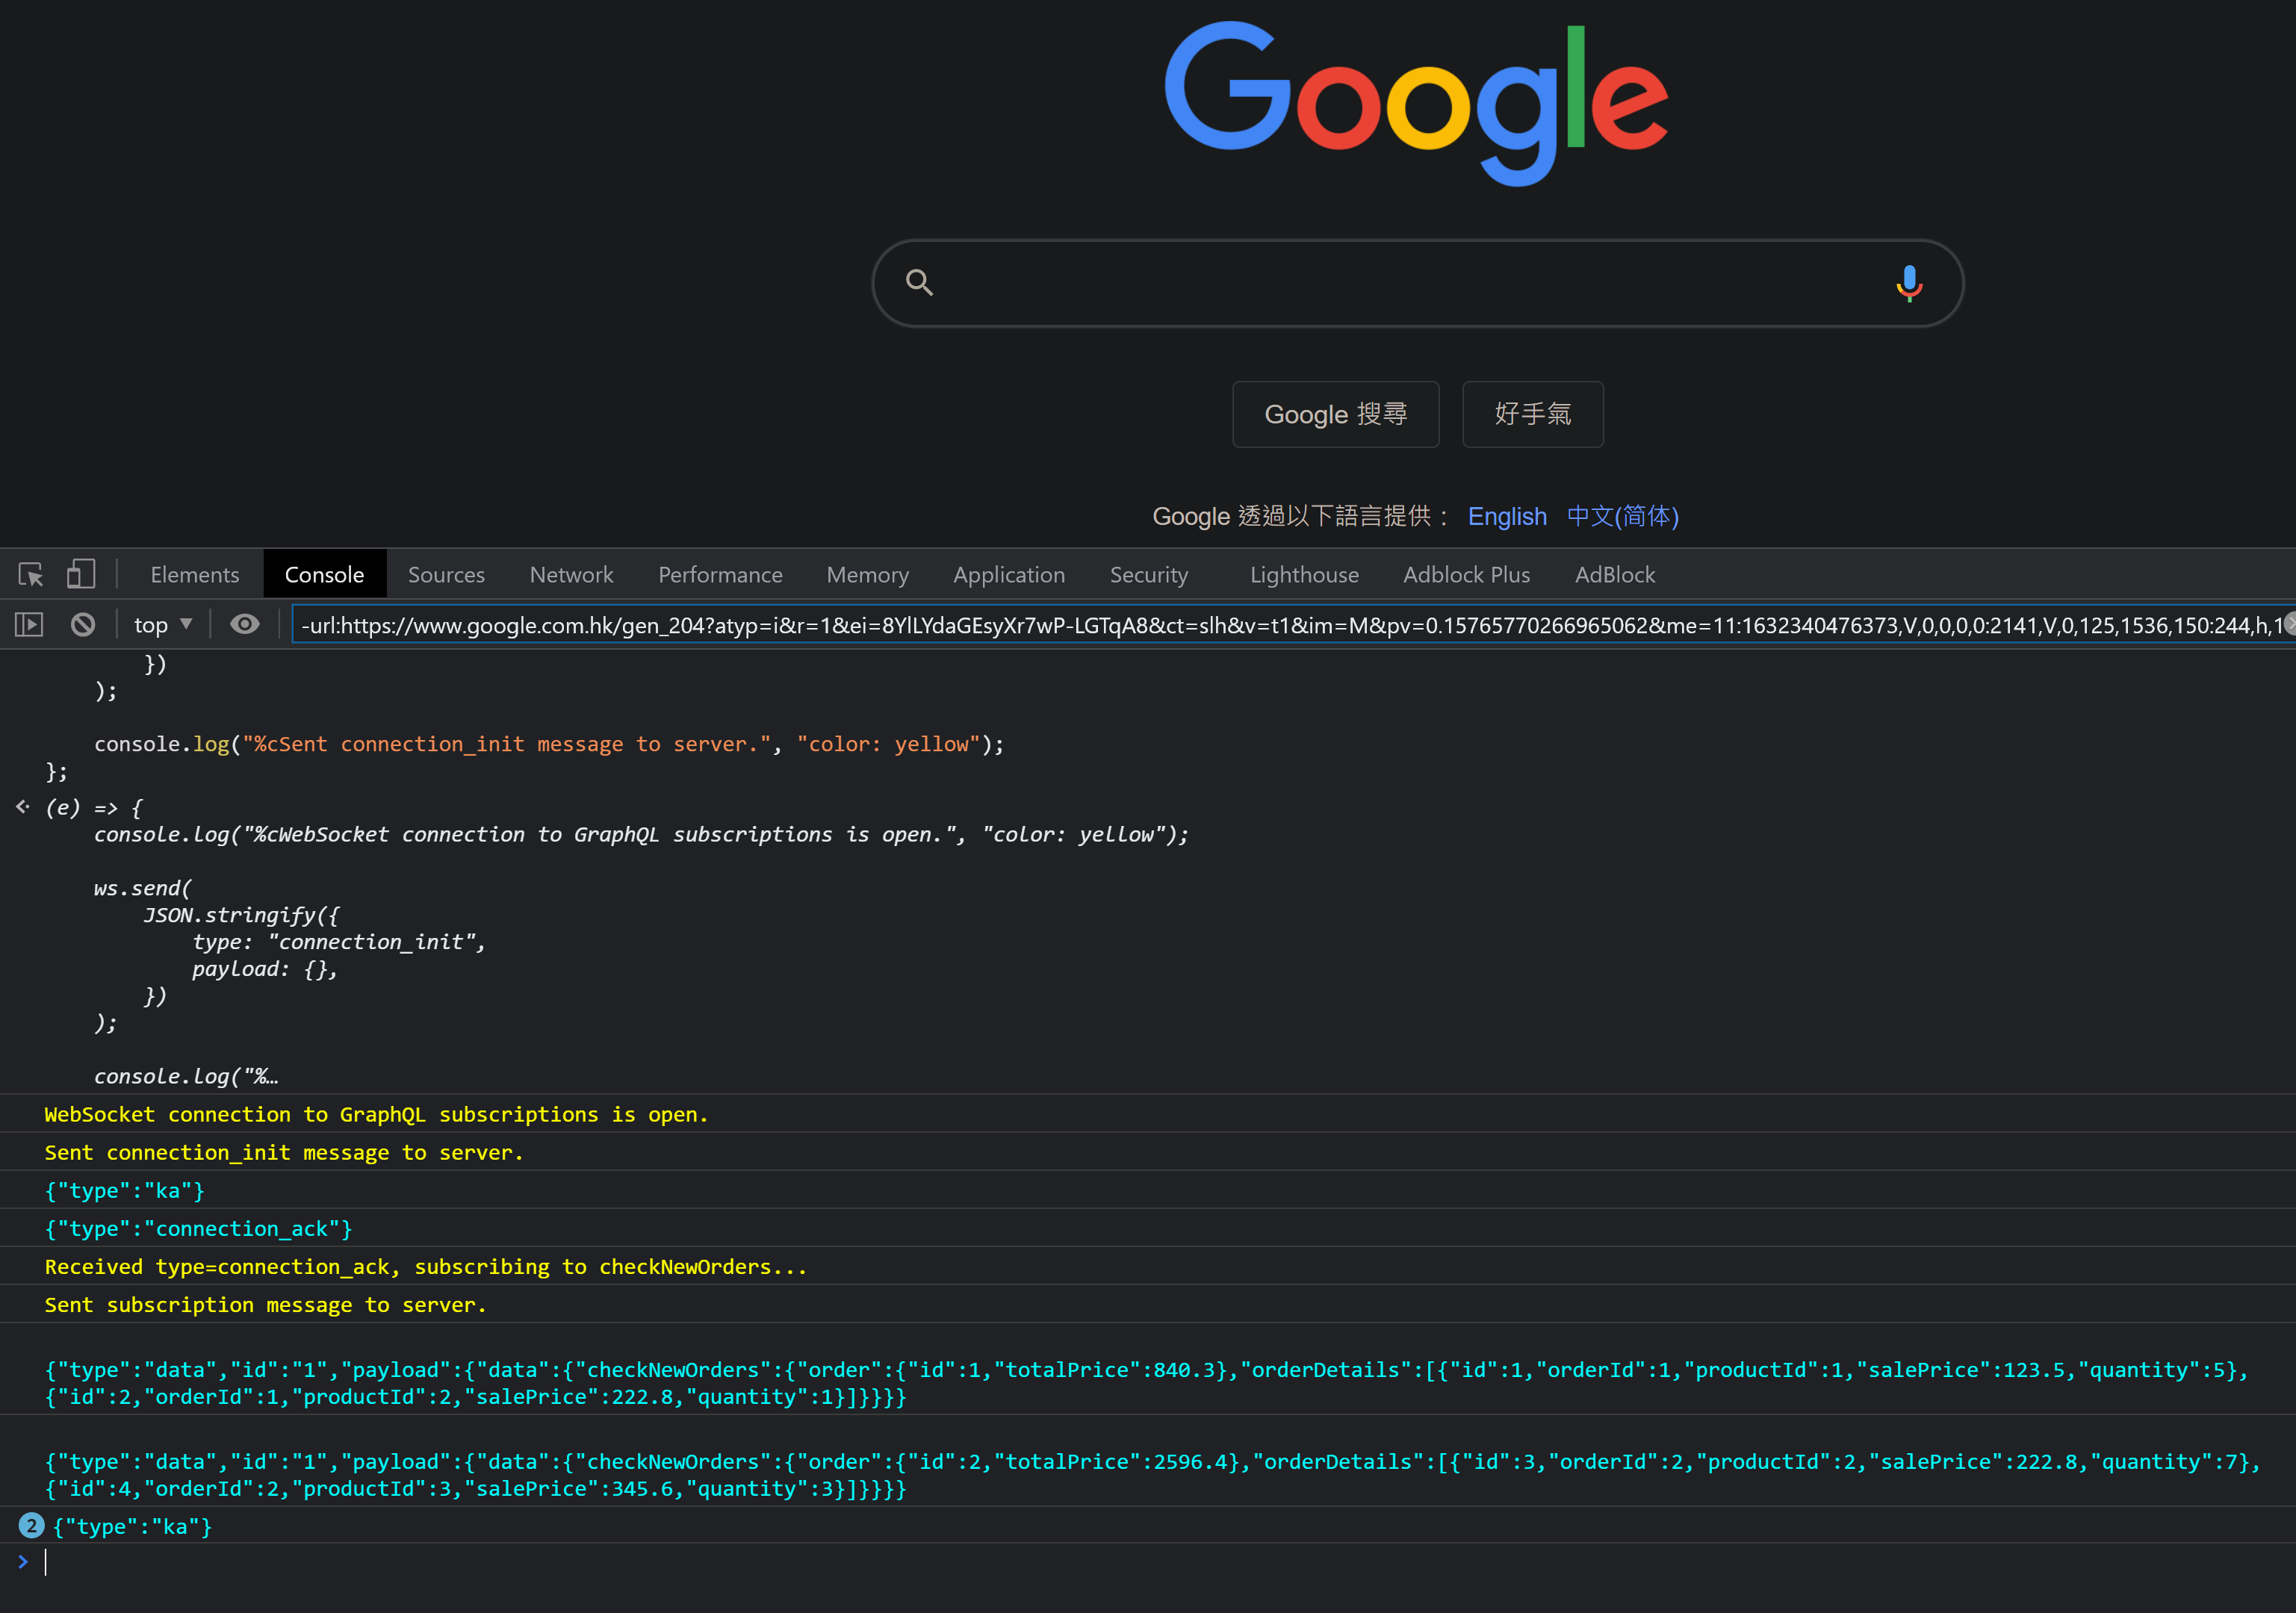 Google
Google 搜尋
好手氣
Google 透過以下語言提供： English 中文(简体)
Elements Console Sources Network Performance Memory Application Security Lighthouse Adblock Plus AdBlock
top ▼ -url:https://www.google.com.hk/gen_204?atyp=i&r=1&ei=8YlLYdaGEsyXr7wP-LGTqA8&ct=slh&v=t1&im=M&pv=0.15765770266965062&me=11:1632340476373,V,0,0,0,0:2141,V,0,125,1536,150:244,h,1
})
);
console.log("%cSent connection_init message to server.", "color: yellow");
};
(e) => {
console.log("%cWebSocket connection to GraphQL subscriptions is open.", "color: yellow");
ws.send(
JSON.stringify({
type: "connection_init",
payload: {},
})
);
console.log("%…
WebSocket connection to GraphQL subscriptions is open.
Sent connection_init message to server.
{"type":"ka"}
{"type":"connection_ack"}
Received type=connection_ack, subscribing to checkNewOrders...
Sent subscription message to server.
{"type":"data","id":"1","payload":{"data":{"checkNewOrders":{"order":{"id":1,"totalPrice":840.3},"orderDetails":[{"id":1,"orderId":1,"productId":1,"salePrice":123.5,"quantity":5},
{"id":2,"orderId":1,"productId":2,"salePrice":222.8,"quantity":1}]}}}}
{"type":"data","id":"1","payload":{"data":{"checkNewOrders":{"order":{"id":2,"totalPrice":2596.4},"orderDetails":[{"id":3,"orderId":2,"productId":2,"salePrice":222.8,"quantity":7},
{"id":4,"orderId":2,"productId":3,"salePrice":345.6,"quantity":3}]}}}}
2 {"type":"ka"}
>